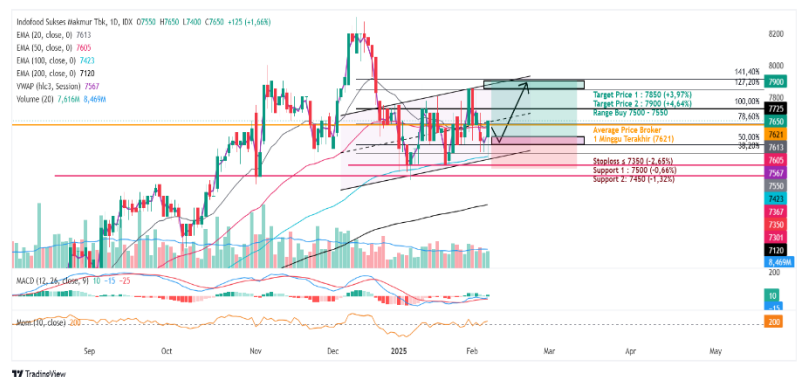 Indofood Sukses Makmur Tbk, 1D, IDX O7550 H7650 L7400 C7650 +125 (+1,66%)
EMA (20, close, 0) 7613
EMA (50, close, 0) 7605
EMA (100, close, 0) 7423
EMA (200, close, 0) 7120
VWAP (hlc3, Session) 7567
Volume (20) 7,616M 8,469M
141,40%
127,20%
Target Price 1 : 7850 (+3,97%)
Target Price 2 : 7900 (+4,64%)
100,00%
Range Buy 7500 - 7550
78,60%
Average Price Broker
1 Minggu Terakhir (7621)
50,00%
38,20%
Stoploss ≤ 7350 (-2.65%)
Support 1 : 7500 (-0,66%)
Support 2: 7450 (-1,32%)
8200
8000
7900
7725
7650
7621
7613
7605
7567
7550
7423
7367
7350
7301
7120
8,469M
200
MACD (12, 26, close, 9) 10 -15 -25
10
-15
Mom (10, close) 200
200
Sep Oct Nov Dec 2025 Feb Mar Apr May
TradingView